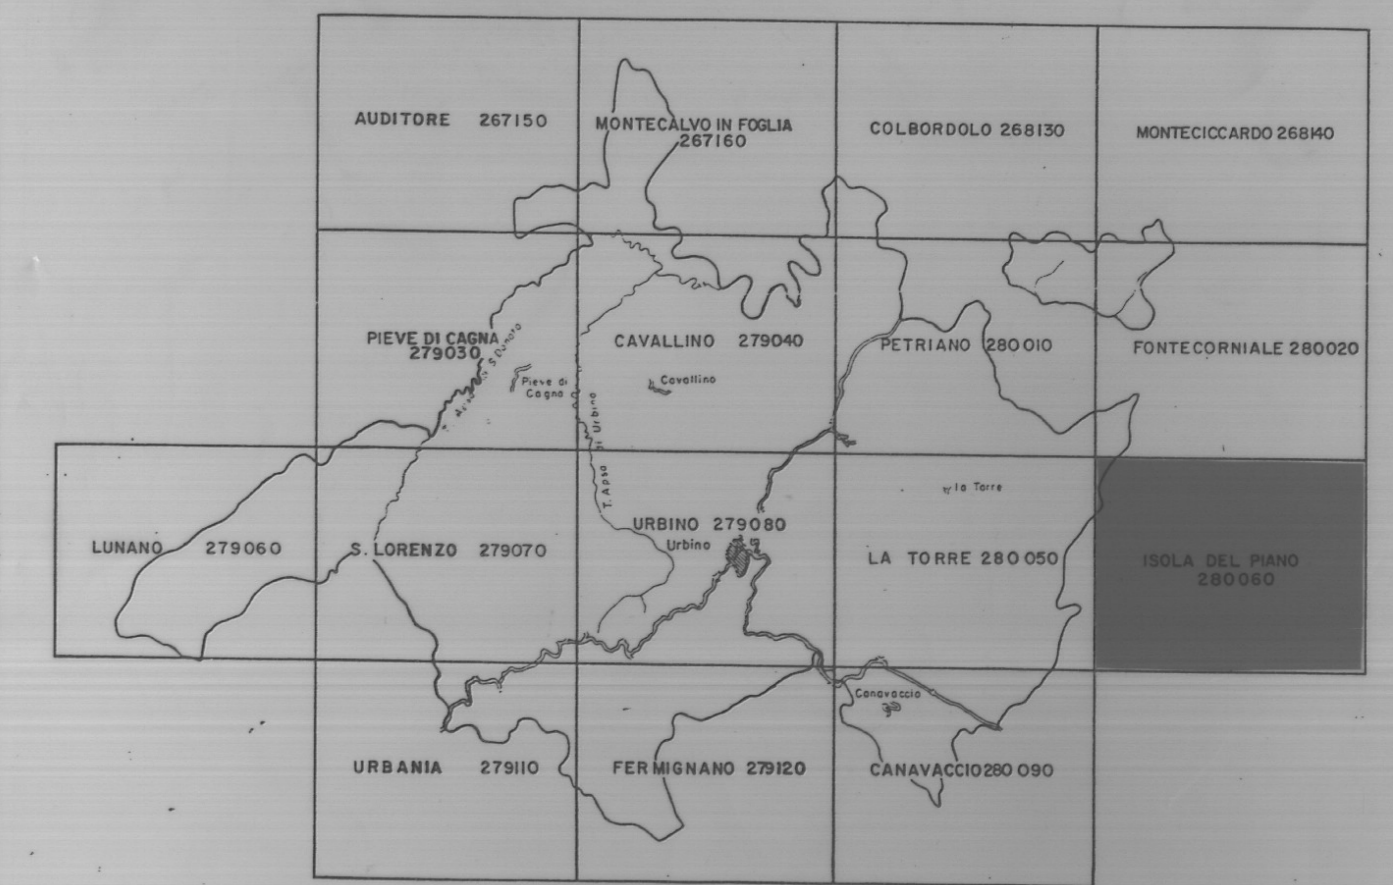 AUDITORE 267150
MONTECALVO IN FOGLIA
267160
COLBORDOLO 268130
MONTECICCARDO 268140
PIEVE DI CAGNA
279030
CAVALLINO 279040
PETRIANO 280010
FONTECORNIALE 280020
S. Donato
Pieve di
Cagna
Cavallino
T. Apsa di Urbino
la Torre
LUNANO 279060
S. LORENZO 279070
URBINO 279080
Urbino
LA TORRE 280050
ISOLA DEL PIANO
280060
Canavaccio
URBANIA 279110
FERMIGNANO 279120
CANAVACCIO 280090